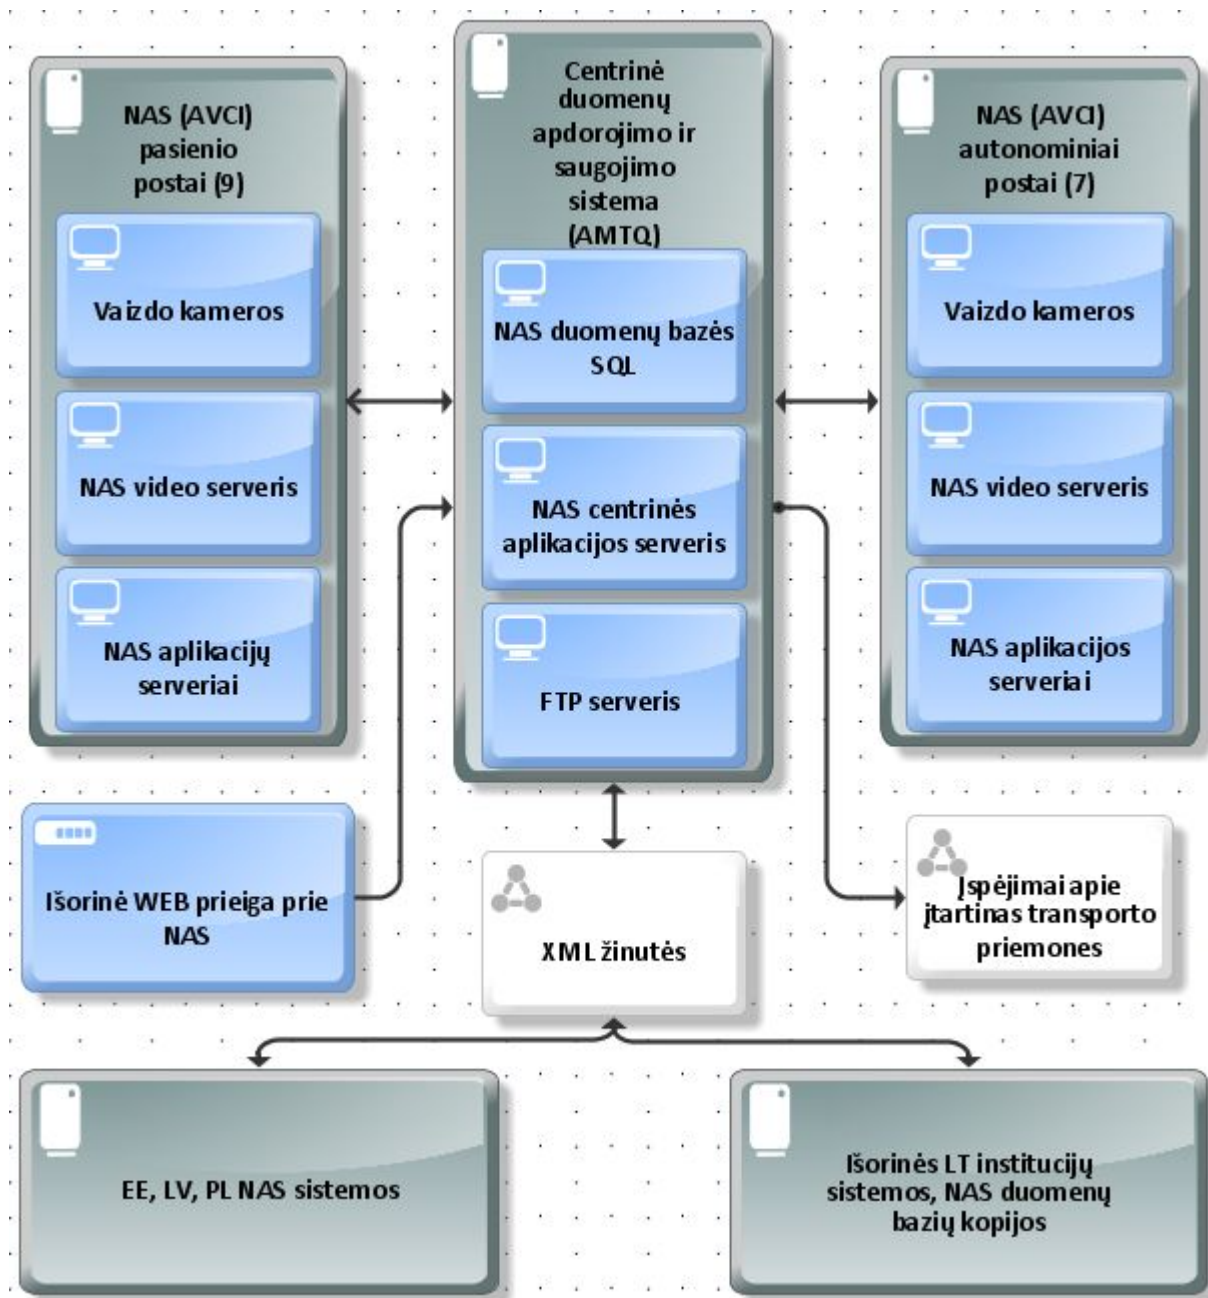 NAS (AVCI)
pasienio
postai (9)
Vaizdo kameros
NAS video serveris
NAS aplikacijų
serveriai
Centrinė
duomenų
apdorojimo ir
saugojimo
sistema
(AMTQ)
NAS duomenų bazės
SQL
NAS centrinės
aplikacijos serveris
FTP serveris
NAS (AVCI)
autonominiai
postai (7)
Vaizdo kameros
NAS video serveris
NAS aplikacijos
serveriai
Išorinė WEB prieiga prie
NAS
XML žinutės
Įspėjimai apie
įtartinas transporto
priemones
EE, LV, PL NAS sistemos
Išorinės LT institucijų
sistemos, NAS duomenų
bazių kopijos